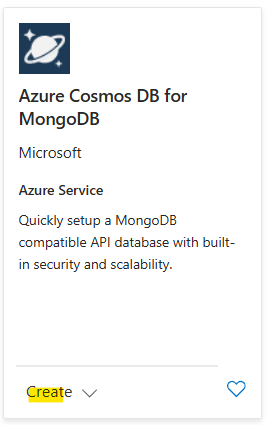 Azure Cosmos DB for
MongoDB
Microsoft
Azure Service
Quickly setup a MongoDB
compatible API database with built-
in security and scalability.
Create